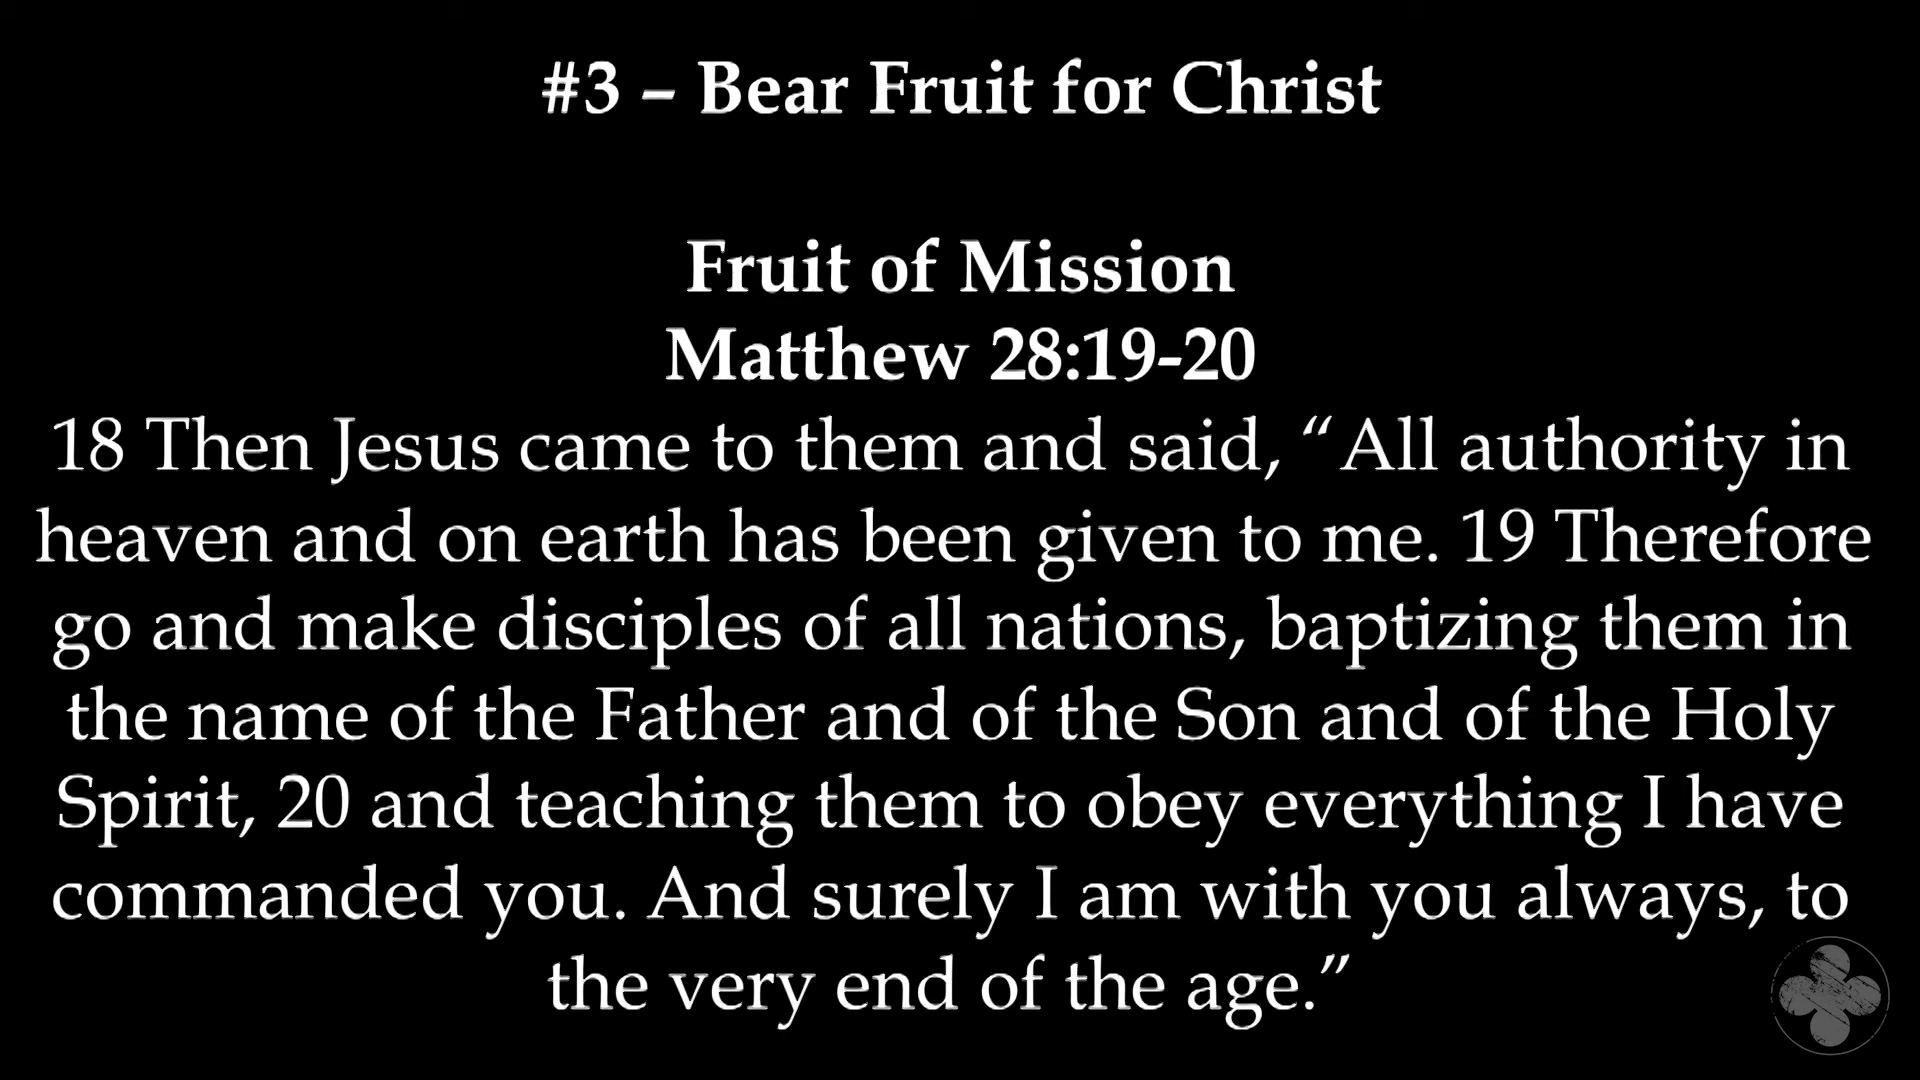 #3 – Bear Fruit for Christ
Fruit of Mission
Matthew 28:19-20
18 Then Jesus came to them and said, “All authority in
heaven and on earth has been given to me. 19 Therefore
go and make disciples of all nations, baptizing them in
the name of the Father and of the Son and of the Holy
Spirit, 20 and teaching them to obey everything I have
commanded you. And surely I am with you always, to
the very end of the age.”